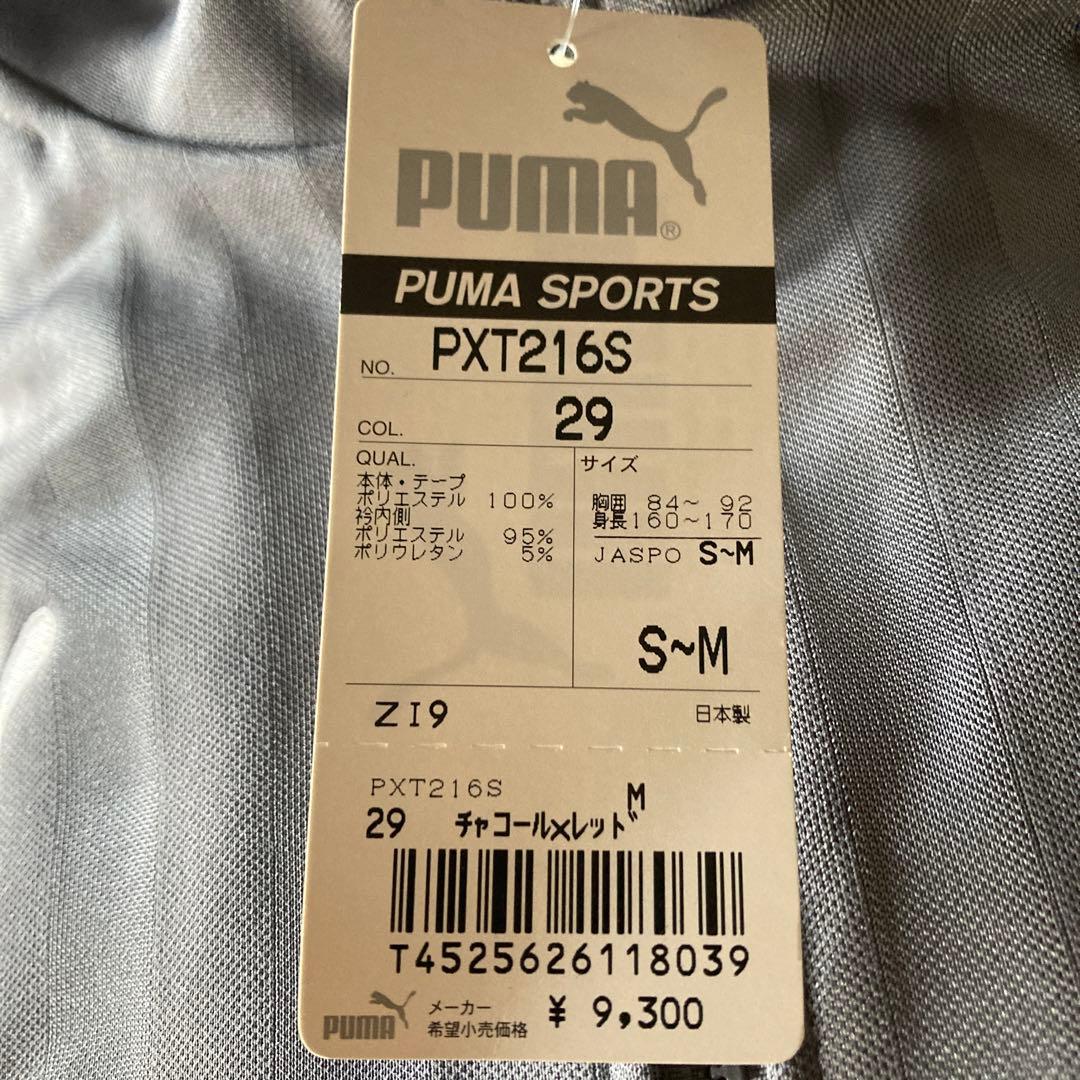 PUMA®
PUMA SPORTS
NO. PXT216S
COL. 29
QUAL.
本体・テープ
ポリエステル 100%
衿内側
ポリエステル 95%
ポリウレタン 5%
サイズ
胸囲 84～ 92
身長160～170
JASPO S~M
S~M
ZI9 日本製
PXT216S M
29 チャコール×レッド
T4525626118039
PUMA メーカー
希望小売価格 ¥ 9,300